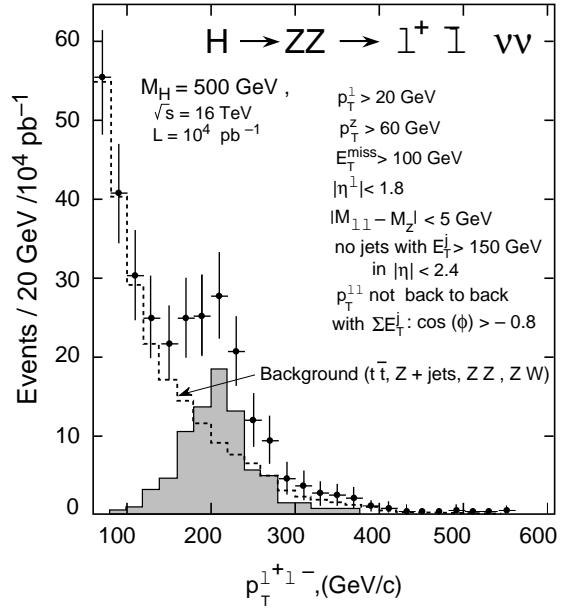 H → ZZ → l⁺ l̄ νν
M_H = 500 GeV ,
√s = 16 TeV
L = 10⁴ pb⁻¹
p_T^l > 20 GeV
p_T^z > 60 GeV
E_T^miss > 100 GeV
|η^l| < 1.8
|M_ll – M_Z| < 5 GeV
no jets with E_T^j > 150 GeV
in |η| < 2.4
p_T^ll not back to back
with ΣE_T^j : cos (ϕ) > – 0.8
Background (t t̄, Z + jets, Z Z , Z W)
Events / 20 GeV /10⁴ pb⁻¹
60
50
40
30
20
10
0
100 200 300 400 500 600
p_T^l⁺l⁻ ,(GeV/c)